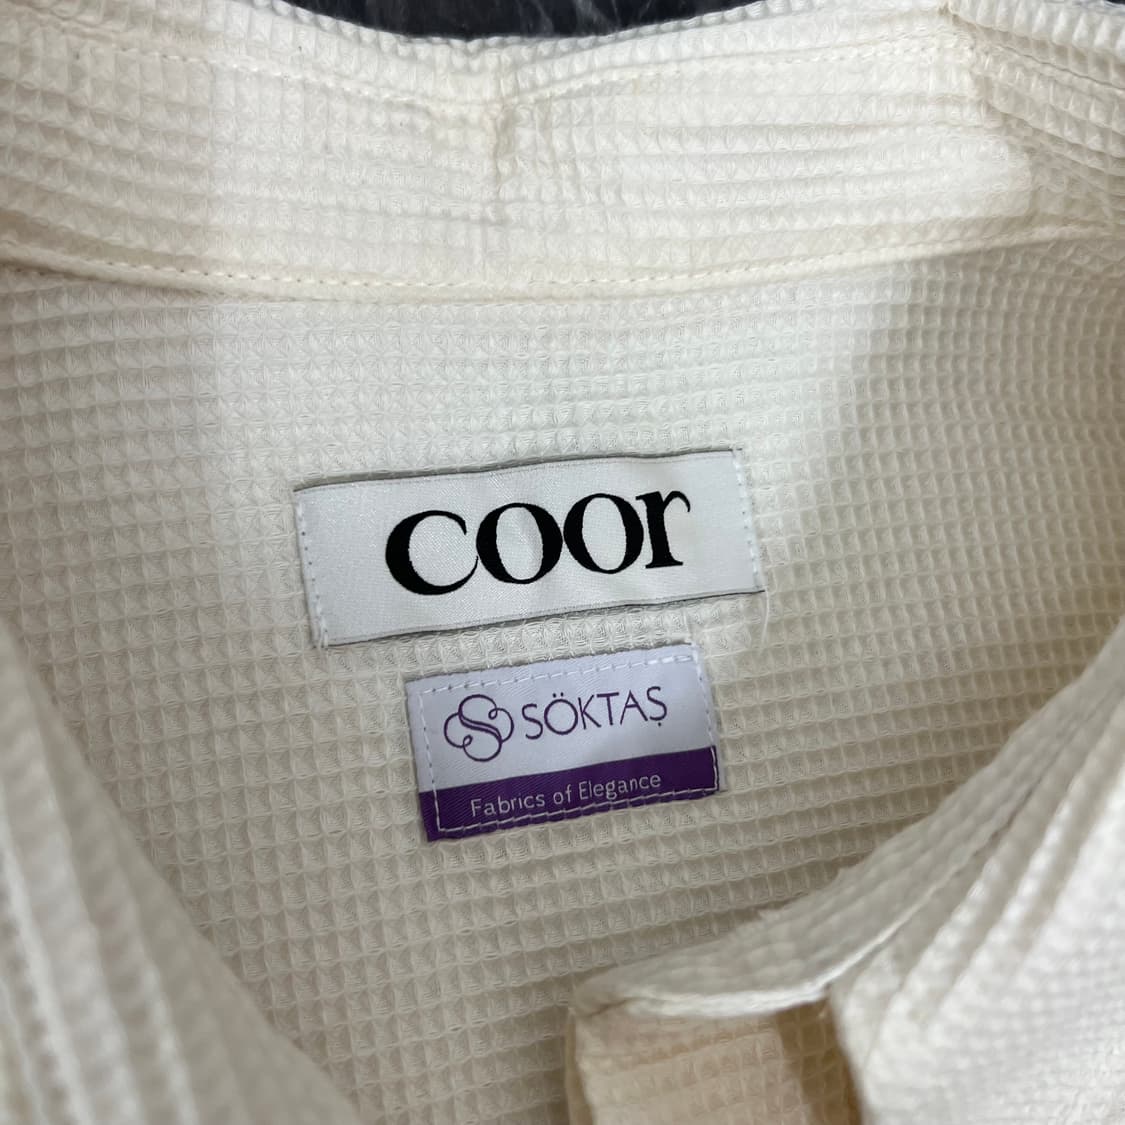 coor
SÖKTAŞ
Fabrics of Elegance